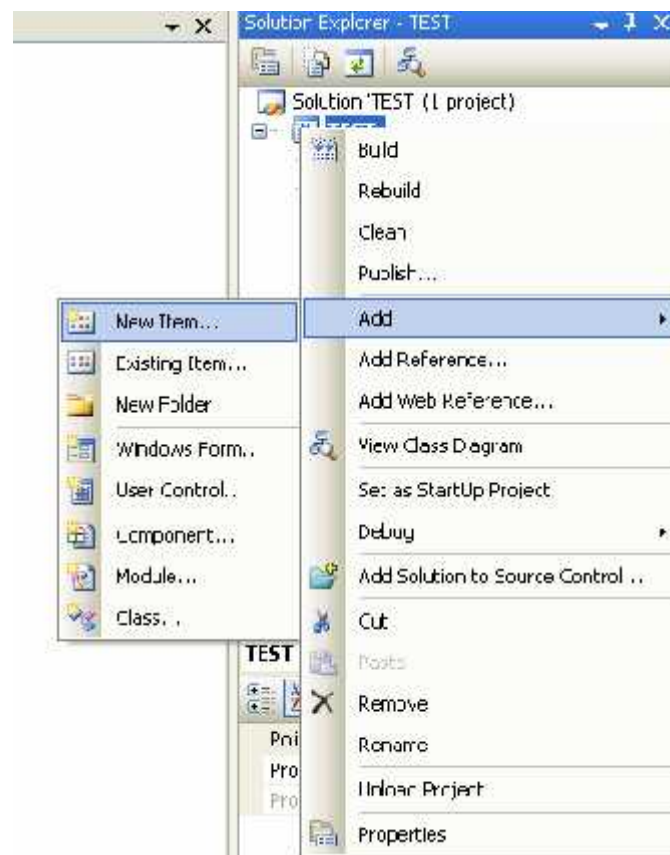 Solution Explorer - TEST
Solution 'TEST' (1 project)
Build
Rebuild
Clean
Publish...
Add
Add Reference...
Add Web Reference...
View Class Diagram
Set as StartUp Project
Debug
Add Solution to Source Control...
Cut
Paste
Remove
Rename
Unload Project
Properties
New Item...
Existing Item...
New Folder
Windows Form...
User Control...
Component...
Module...
Class...
TEST
Pro
Pro